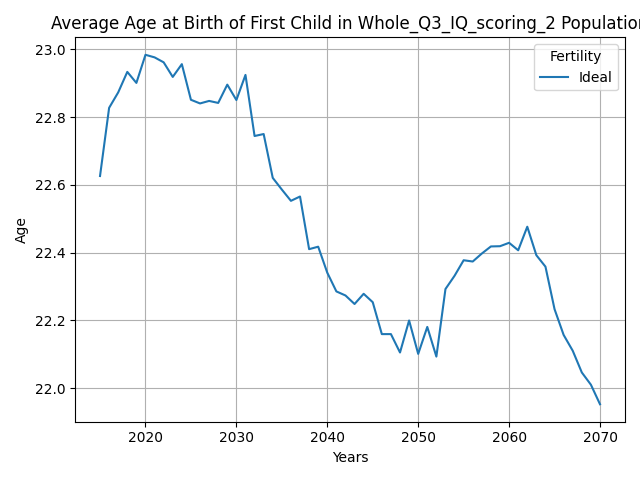 Average Age at Birth of First Child in Whole_Q3_IQ_scoring_2 Population
Fertility
Ideal
23.0
22.8
22.6
22.4
22.2
22.0
Age
2020 2030 2040 2050 2060 2070
Years